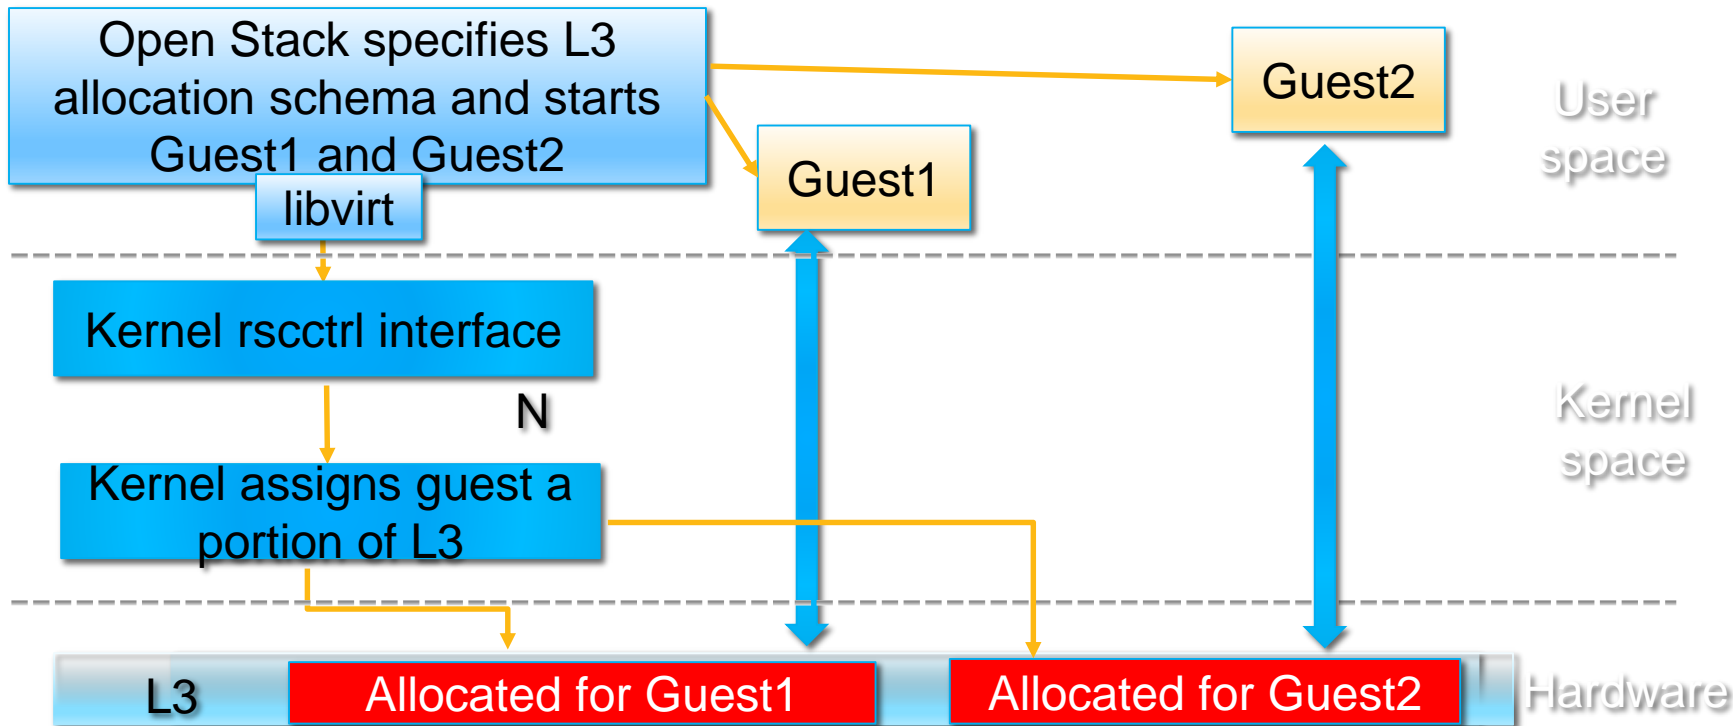 Open Stack specifies L3
allocation schema and starts
Guest1 and Guest2
libvirt
Guest1
Guest2
User
space
Kernel rscctrl interface
N
Kernel assigns guest a
portion of L3
Kernel
space
L3
Allocated for Guest1
Allocated for Guest2
Hardware